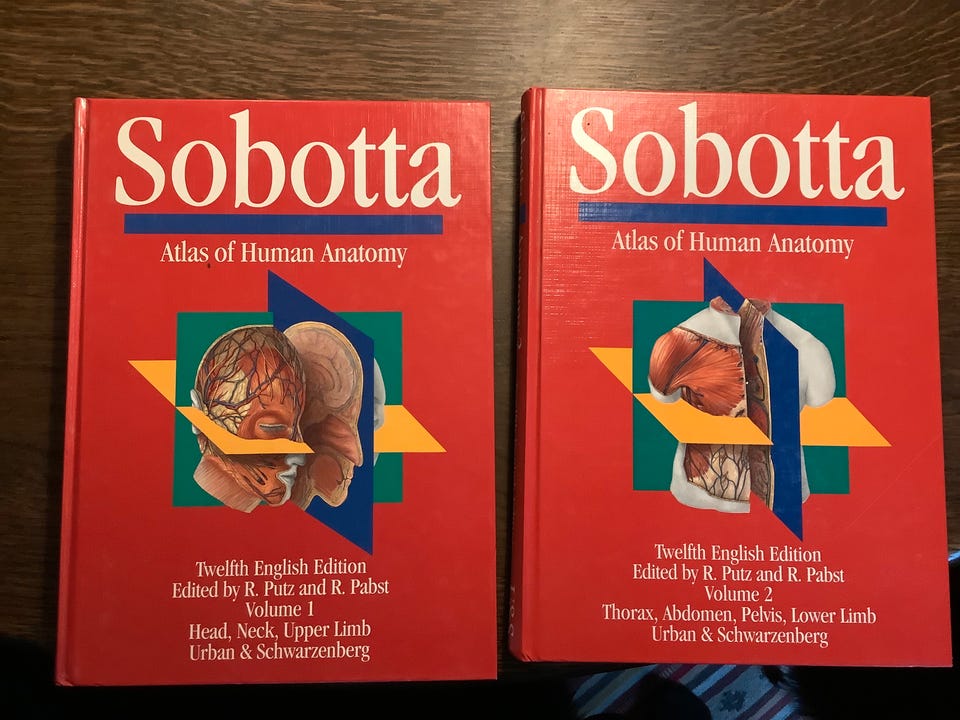 Sobotta
Atlas of Human Anatomy
Twelfth English Edition
Edited by R. Putz and R. Pabst
Volume 1
Head, Neck, Upper Limb
Urban & Schwarzenberg
Sobotta
Atlas of Human Anatomy
Twelfth English Edition
Edited by R. Putz and R. Pabst
Volume 2
Thorax, Abdomen, Pelvis, Lower Limb
Urban & Schwarzenberg